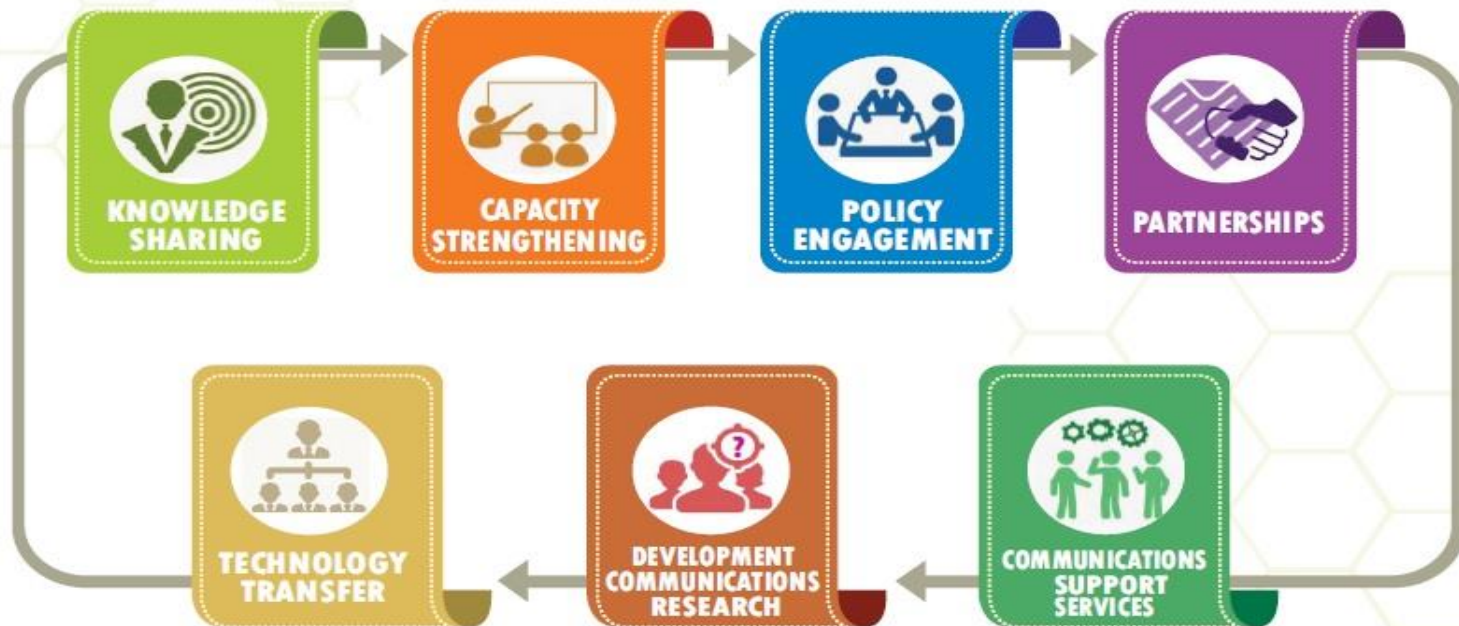 KNOWLEDGE
SHARING
CAPACITY
STRENGTHENING
POLICY
ENGAGEMENT
PARTNERSHIPS
COMMUNICATIONS
SUPPORT
SERVICES
?
DEVELOPMENT
COMMUNICATIONS
RESEARCH
TECHNOLOGY
TRANSFER